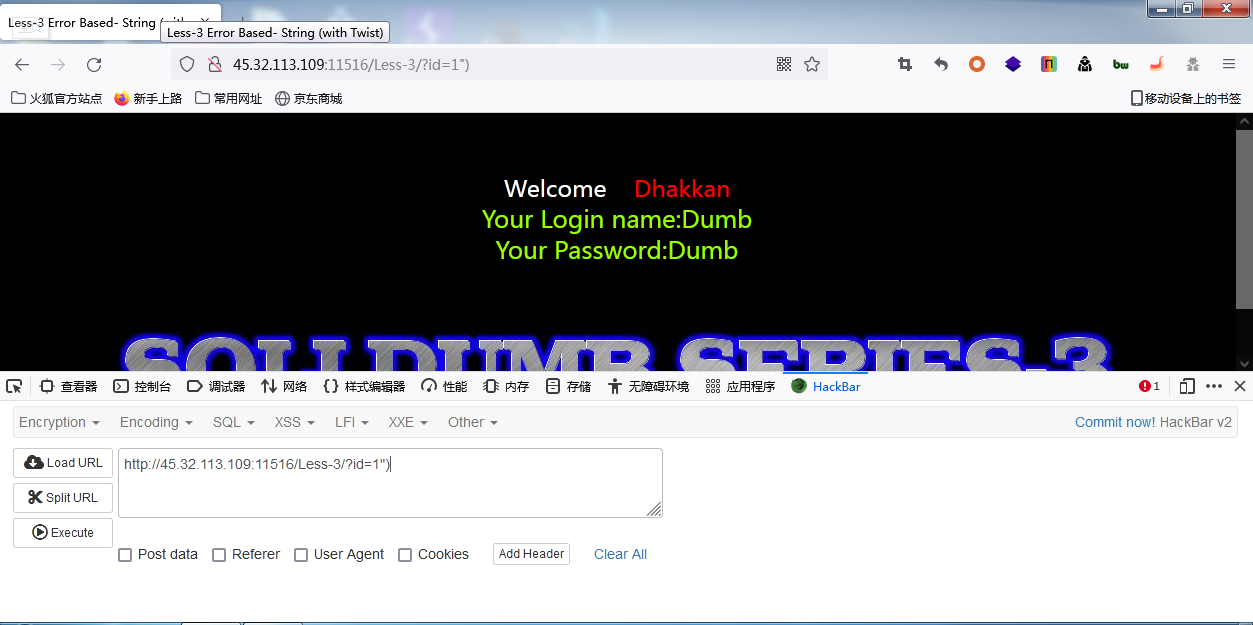 Less-3 Error Based- String (with
Less-3 Error Based- String (with Twist)
45.32.113.109:11516/Less-3/?id=1")
火狐官方站点 新手上路 常用网址 京东商城 移动设备上的书签
Welcome Dhakkan
Your Login name:Dumb
Your Password:Dumb
SQLI DUMB SERIES-3
查看器 控制台 调试器 网络 样式编辑器 性能 内存 存储 无障碍环境 应用程序 HackBar 1
Encryption Encoding SQL XSS LFI XXE Other Commit now! HackBar v2
Load URL http://45.32.113.109:11516/Less-3/?id=1")
Split URL
Execute
Post data Referer User Agent Cookies Add Header Clear All